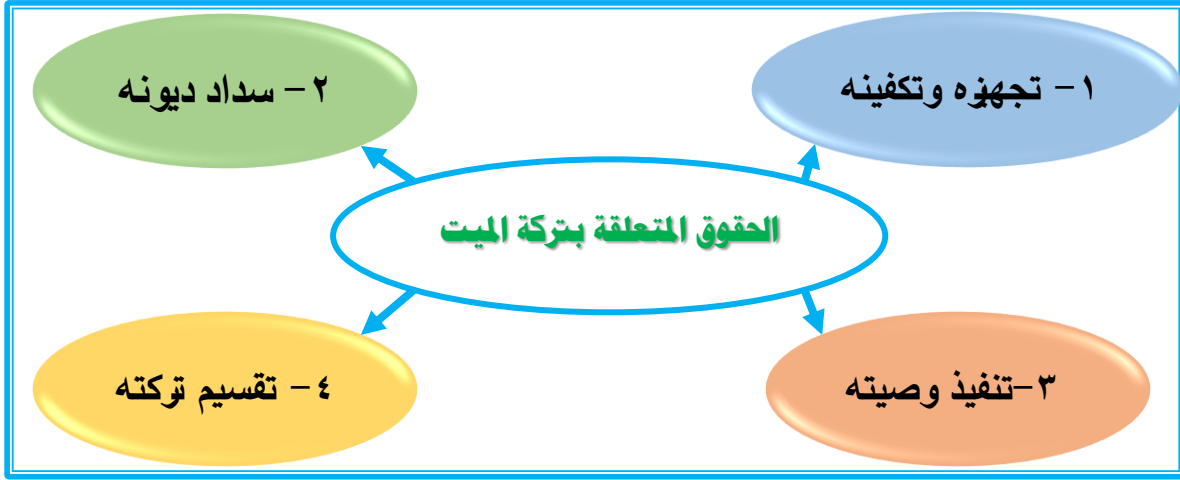 الحقوق المتعلقة بتركة الميت
١- تجهيزه وتكفينه
٢- سداد ديونه
٣-تنفيذ وصيته
٤- تقسيم تركته